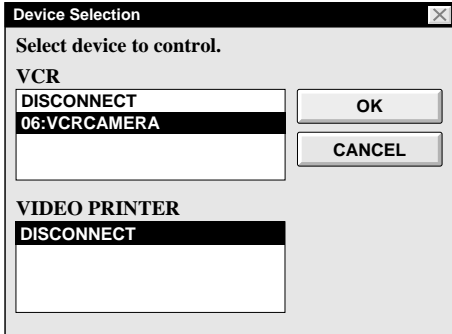 Device Selection
Select device to control.
VCR
DISCONNECT
06:VCRCAMERA
OK
CANCEL
VIDEO PRINTER
DISCONNECT